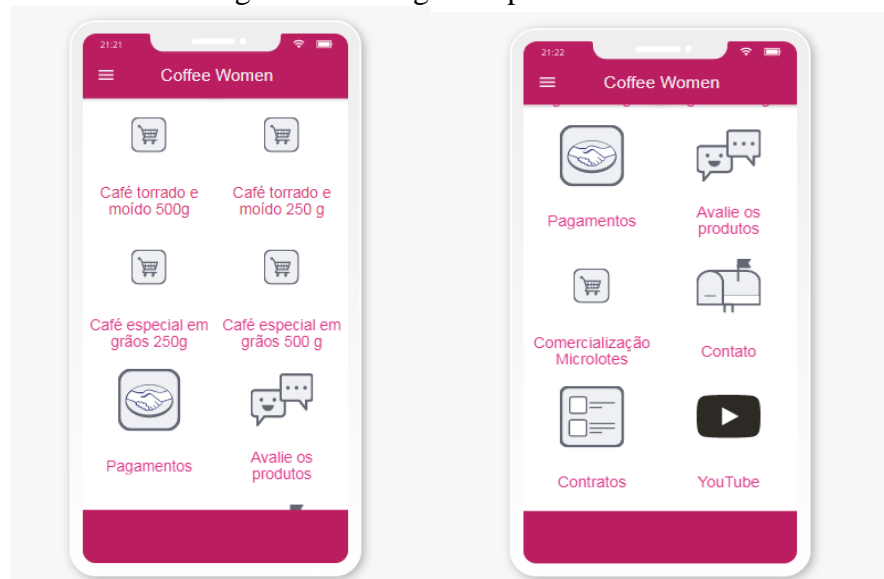 21:21
Coffee Women
Café torrado e
moído 500g
Café torrado e
moído 250 g
Café especial em
grãos 250g
Café especial em
grãos 500 g
Pagamentos
Avalie os
produtos
21:22
Coffee Women
Pagamentos
Avalie os
produtos
Comercialização
Microlotes
Contato
Contratos
YouTube